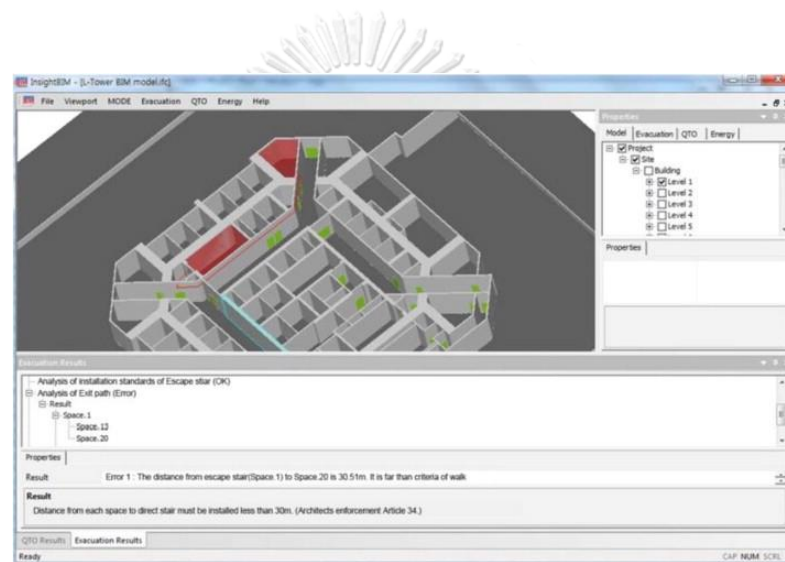 InsightBIM - [L-Tower BIM model.ifc]
File Viewport MODE Evacuation QTO Energy Help
Properties
Model Evacuation QTO Energy
Project
Site
Building
Level 1
Level 2
Level 3
Level 4
Level 5
Properties
Evacuation Results
Analysis of installation standards of Escape stiar (OK)
Analysis of Exit path (Error)
Result
Space.1
Space.13
Space.20
Properties
Result Error 1 : The distance from escape stair(Space.1) to Space.20 is 30.51m. It is far than criteria of walk
Result
Distance from each space to direct stair must be installed less than 30m. (Architects enforcement Article 34.)
QTO Results Evacuation Results
Ready CAP NUM SCRL